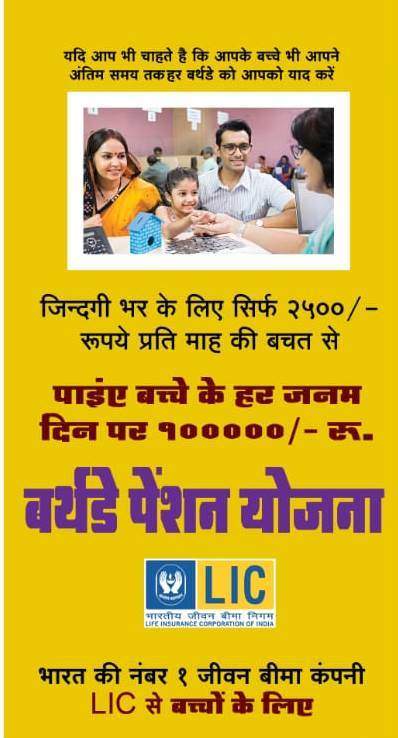 यदि आप भी चाहते है कि आपके बच्चे भी आपने
अंतिम समय तक हर बर्थडे को आपको याद करें
जिन्दगी भर के लिए सिर्फ २५००/-
रूपये प्रति माह की बचत से
पाइंए बच्चे के हर जनम
दिन पर १०००००/- रू.
बर्थडे पेंशन योजना
LIC
भारतीय जीवन बीमा निगम
LIFE INSURANCE CORPORATION OF INDIA
भारत की नंबर १ जीवन बीमा कंपनी
LIC से बच्चों के लिए